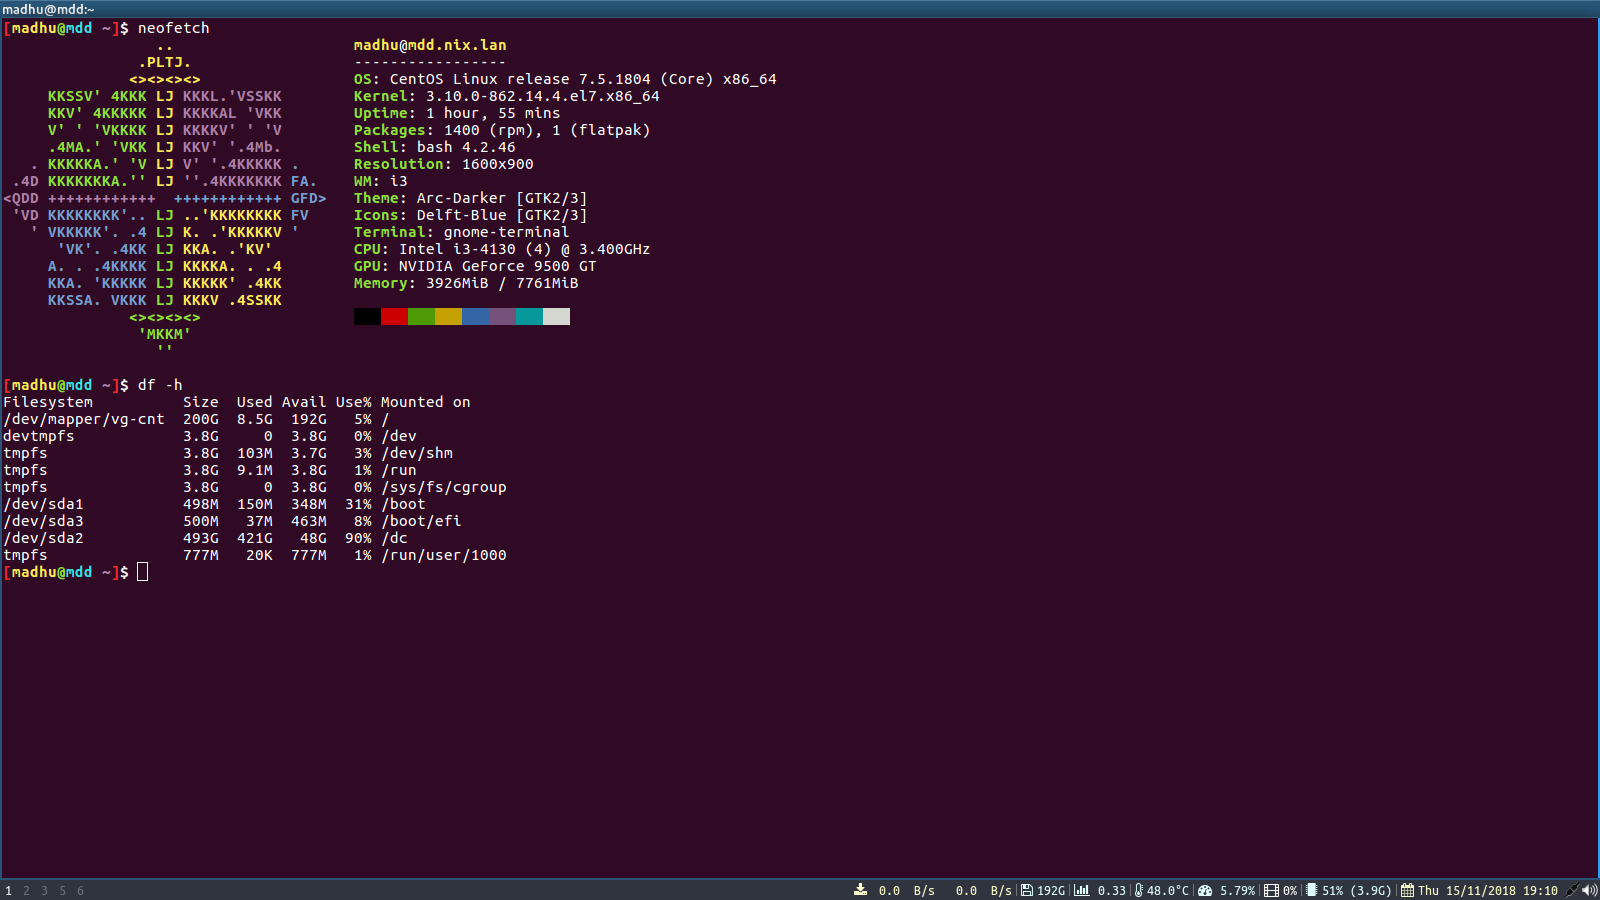 madhu@mdd:~
[madhu@mdd ~]$ neofetch
                 ..                    madhu@mdd.nix.lan
               .PLTJ.                  -----------------
              <><><><>                 OS: CentOS Linux release 7.5.1804 (Core) x86_64
     KKSSV' 4KKK LJ KKKL.'VSSKK        Kernel: 3.10.0-862.14.4.el7.x86_64
     KKV' 4KKKKK LJ KKKKAL 'VKK        Uptime: 1 hour, 55 mins
     V' ' 'VKKKK LJ KKKKV' ' 'V        Packages: 1400 (rpm), 1 (flatpak)
     .4MA.' 'VKK LJ KKV' '.4Mb.        Shell: bash 4.2.46
   . KKKKKA.' 'V LJ V' '.4KKKKK .      Resolution: 1600x900
 .4D KKKKKKKA.'' LJ ''.4KKKKKKK FA.    WM: i3
<QDD ++++++++++++  ++++++++++++ GFD>   Theme: Arc-Darker [GTK2/3]
 'VD KKKKKKKK'.. LJ ..'KKKKKKKK FV     Icons: Delft-Blue [GTK2/3]
   ' VKKKKK'. .4 LJ K. .'KKKKKV '      Terminal: gnome-terminal
      'VK'. .4KK LJ KKA. .'KV'         CPU: Intel i3-4130 (4) @ 3.400GHz
     A. . .4KKKK LJ KKKKA. . .4        GPU: NVIDIA GeForce 9500 GT
     KKA. 'KKKKK LJ KKKKK' .4KK        Memory: 3926MiB / 7761MiB
     KKSSA. VKKK LJ KKKV .4SSKK
              <><><><>
               'MKKM'
                 ''
[madhu@mdd ~]$ df -h
Filesystem          Size  Used Avail Use% Mounted on
/dev/mapper/vg-cnt  200G  8.5G  192G   5% /
devtmpfs            3.8G     0  3.8G   0% /dev
tmpfs               3.8G  103M  3.7G   3% /dev/shm
tmpfs               3.8G  9.1M  3.8G   1% /run
tmpfs               3.8G     0  3.8G   0% /sys/fs/cgroup
/dev/sda1           498M  150M  348M  31% /boot
/dev/sda3           500M   37M  463M   8% /boot/efi
/dev/sda2           493G  421G   48G  90% /dc
tmpfs               777M   20K  777M   1% /run/user/1000
[madhu@mdd ~]$
1 2 3 5 6 0.0 B/s 0.0 B/s 192G 0.33 48.0°C 5.79% 0% 51% (3.9G) Thu 15/11/2018 19:10